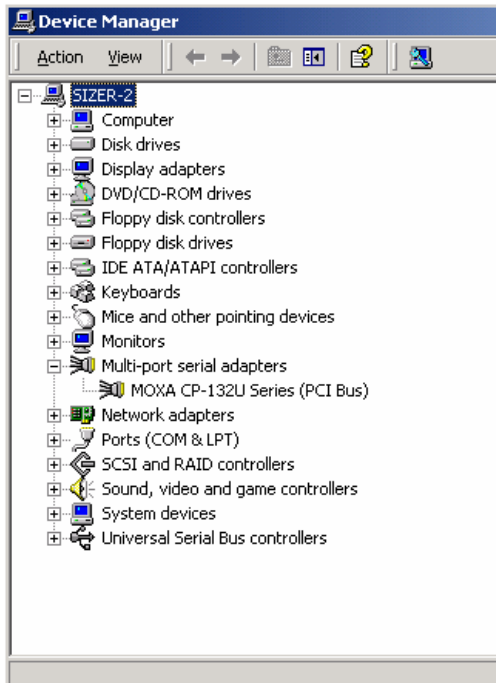 Device Manager
Action View
SIZER-2
Computer
Disk drives
Display adapters
DVD/CD-ROM drives
Floppy disk controllers
Floppy disk drives
IDE ATA/ATAPI controllers
Keyboards
Mice and other pointing devices
Monitors
Multi-port serial adapters
MOXA CP-132U Series (PCI Bus)
Network adapters
Ports (COM & LPT)
SCSI and RAID controllers
Sound, video and game controllers
System devices
Universal Serial Bus controllers